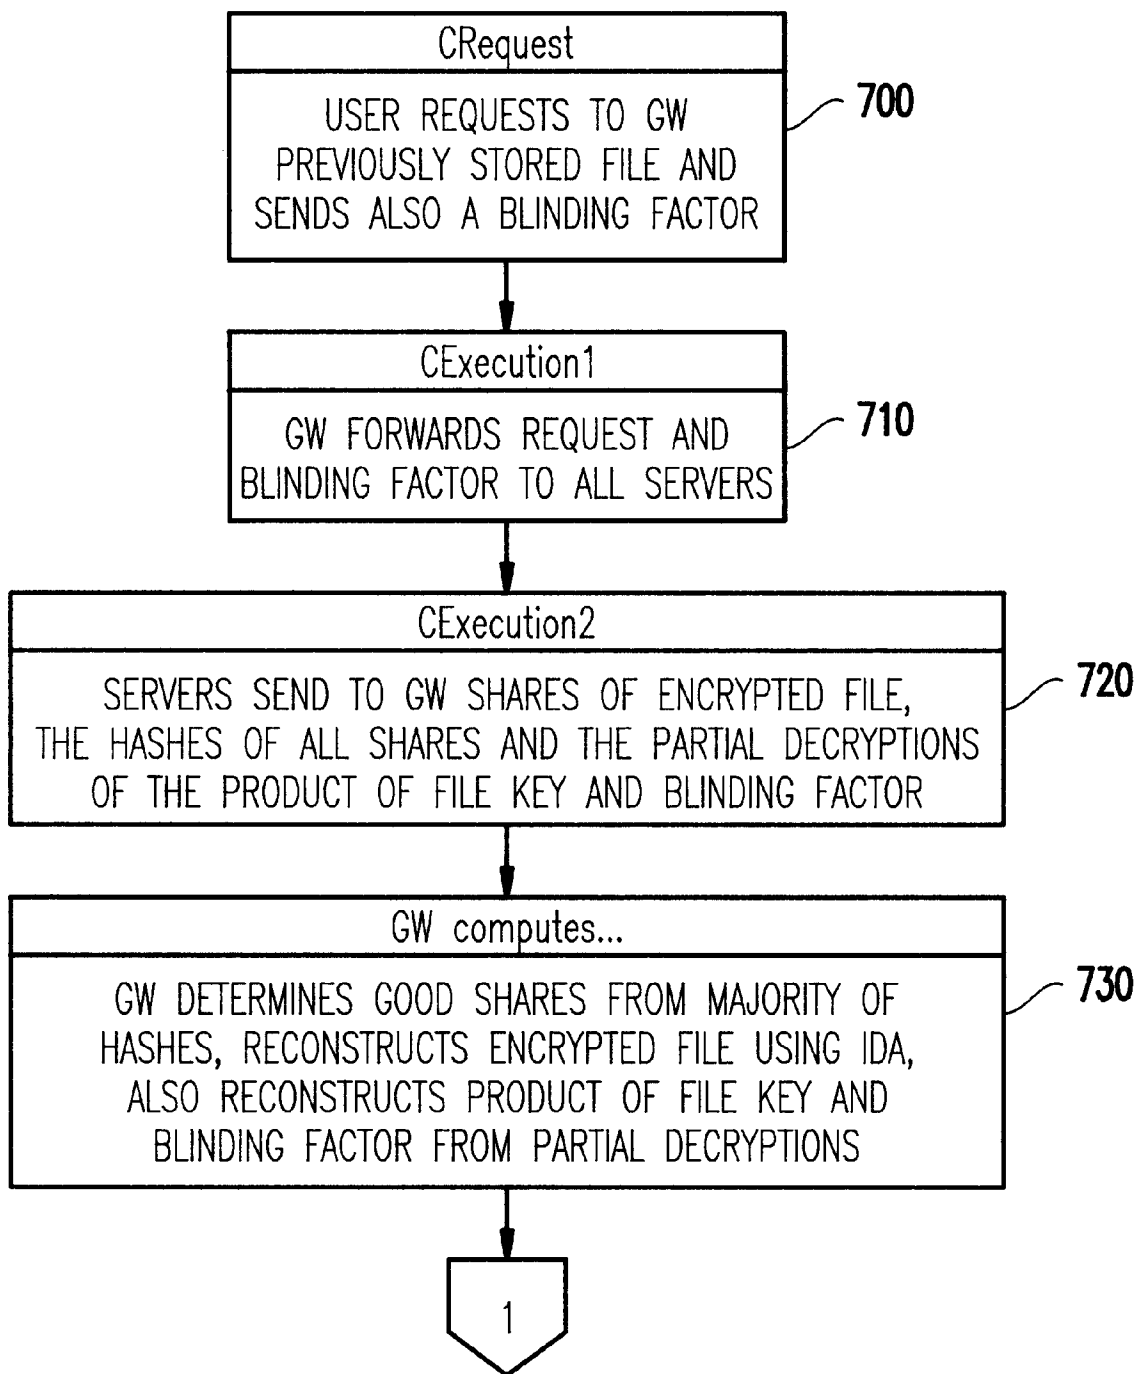 CRequest
USER REQUESTS TO GW
PREVIOUSLY STORED FILE AND
SENDS ALSO A BLINDING FACTOR
700
CExecution1
GW FORWARDS REQUEST AND
BLINDING FACTOR TO ALL SERVERS
710
CExecution2
SERVERS SEND TO GW SHARES OF ENCRYPTED FILE,
THE HASHES OF ALL SHARES AND THE PARTIAL DECRYPTIONS
OF THE PRODUCT OF FILE KEY AND BLINDING FACTOR
720
GW computes...
GW DETERMINES GOOD SHARES FROM MAJORITY OF
HASHES, RECONSTRUCTS ENCRYPTED FILE USING IDA,
ALSO RECONSTRUCTS PRODUCT OF FILE KEY AND
BLINDING FACTOR FROM PARTIAL DECRYPTIONS
730
1